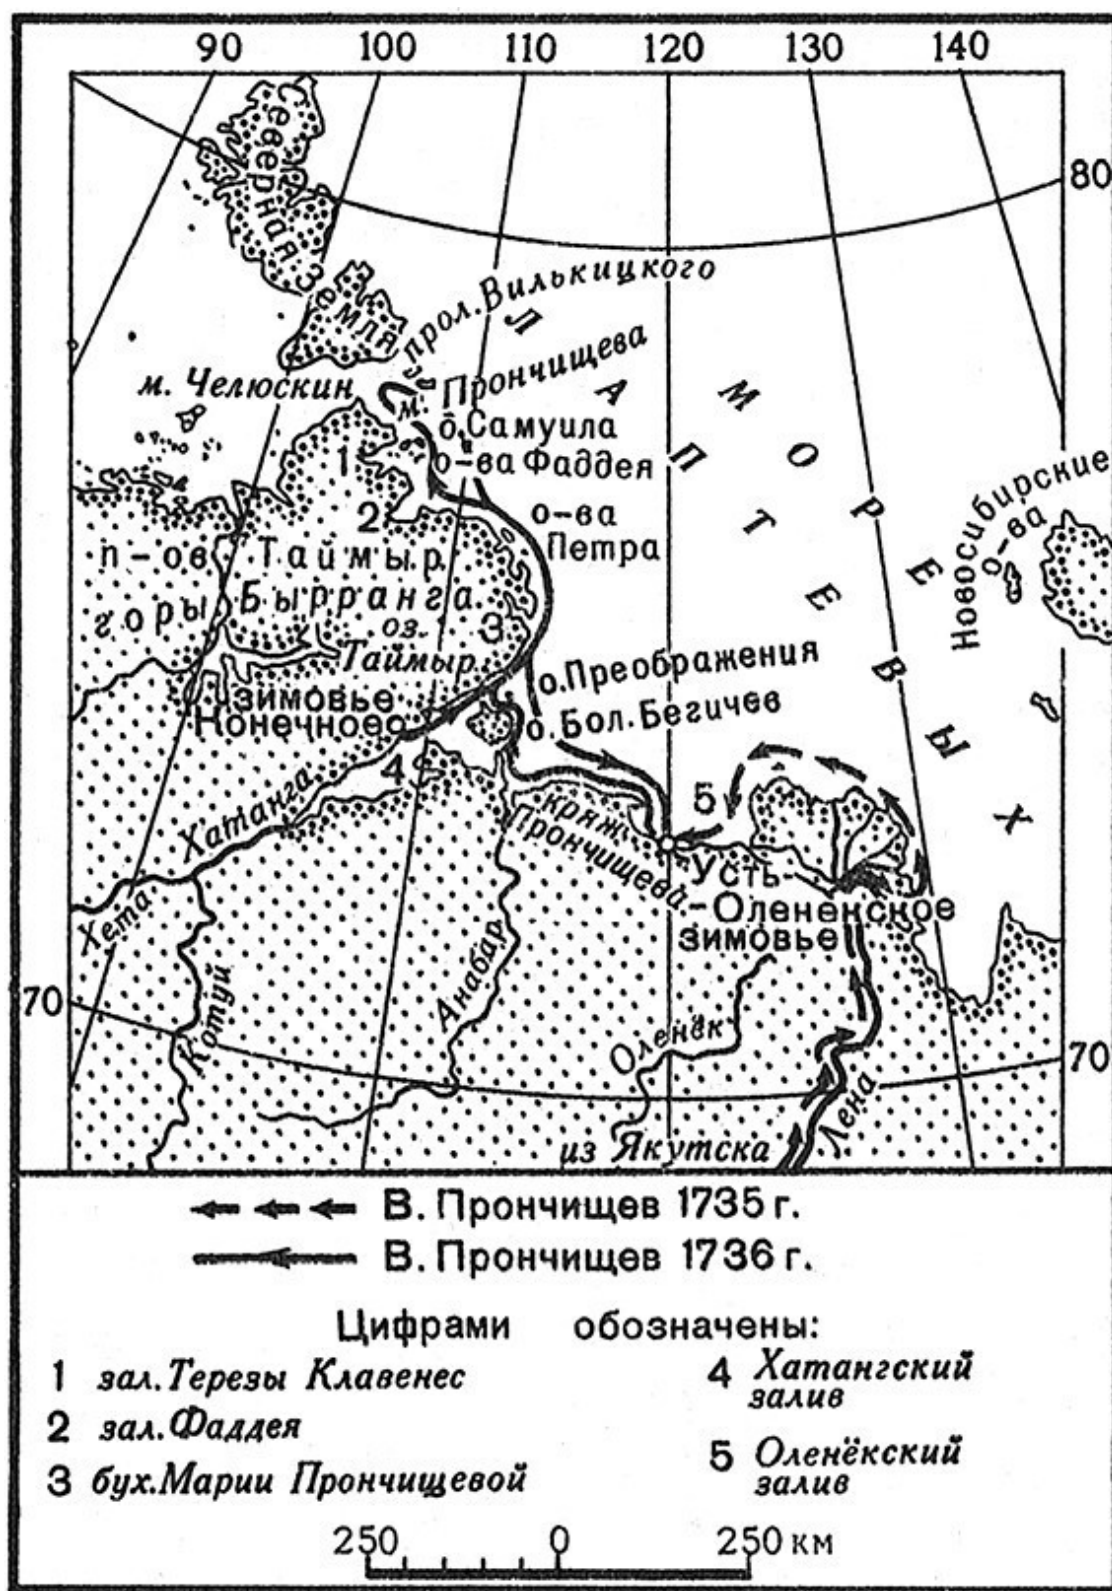 90 100 110 120 130 140
80
Северная Земля
прол. Вилькицкого
м. Челюскин
м. Прончищева
о. Самуила
о-ва Фаддея
о-ва
Петра
МОРЕ
ЛАПТЕВЫХ
Новосибирские
о-ва
1
2
3
п-ов Таймыр
горы Бырранга
оз.
Таймыр
зимовье
Конечное
о. Преображения
о. Бол. Бегичев
4
5
Хатанга
кряж
Прончищева
Усть
-Оленекское
зимовье
Хета
Котуй
Анабар
Оленёк
Лена
70
70
из Якутска
В. Прончищев 1735 г.
В. Прончищев 1736 г.
Цифрами обозначены:
1 зал. Терезы Клавенес
2 зал. Фаддея
3 бух. Марии Прончищевой
4 Хатангский
залив
5 Оленёкский
залив
250 0 250 км